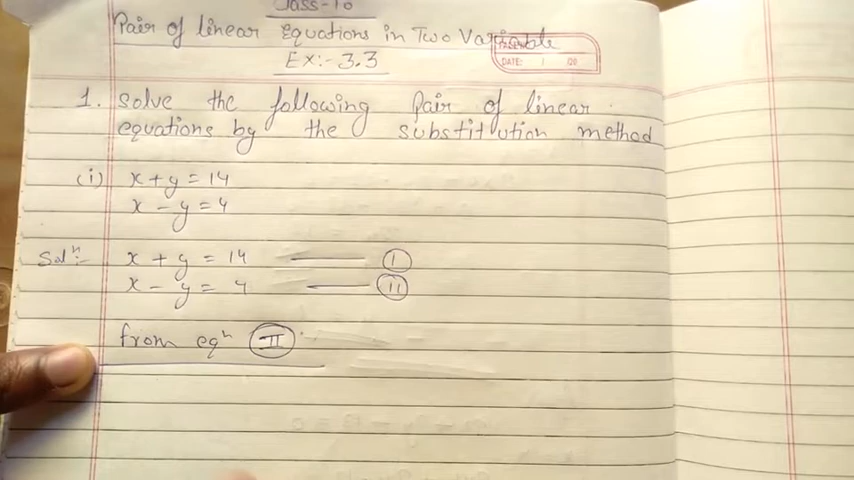 Class-10
Pair of linear Equations in Two Variable
Ex:- 3.3
DATE: / /20
1. Solve the following Pair of linear
equations by the substitution method
(i) x + y = 14
x - y = 4
Solⁿ:- x + y = 14 I
x - y = 4 II
from eqⁿ II